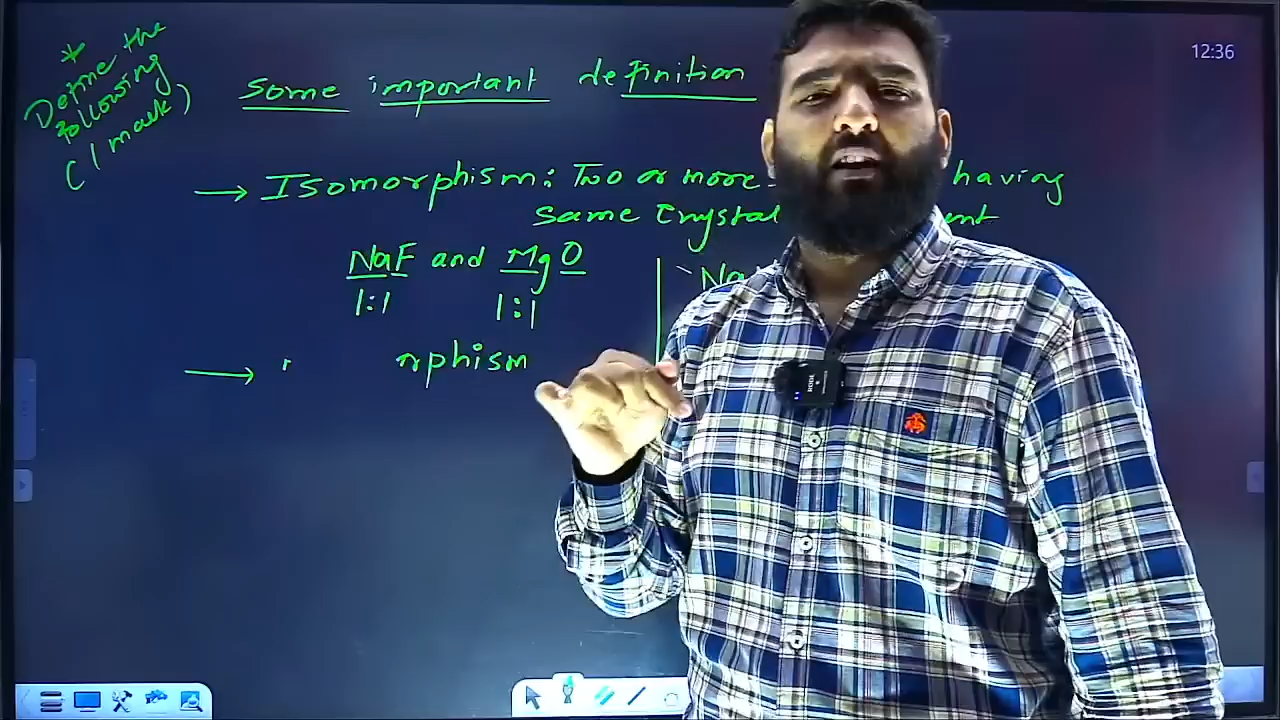 *
Define the
following
(1 mark)
12:36
Some important definition
→ Isomorphism: Two or more having
Same Crystal ent
NaF and MgO
1:1 1:1
Na
→ rphism